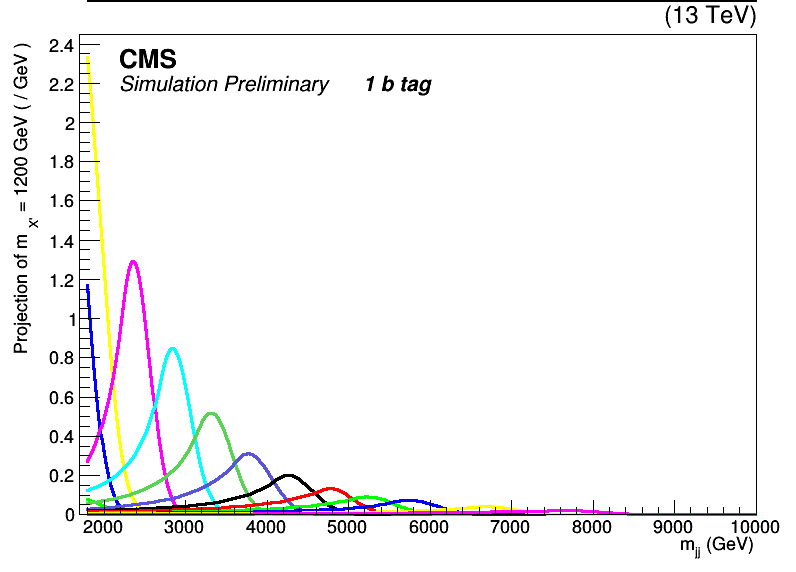 (13 TeV)
CMS
Simulation Preliminary 1 b tag
Projection of m X' = 1200 GeV ( / GeV )
2.4
2.2
2
1.8
1.6
1.4
1.2
1
0.8
0.6
0.4
0.2
0
2000 3000 4000 5000 6000 7000 8000 9000 10000
m jj (GeV)